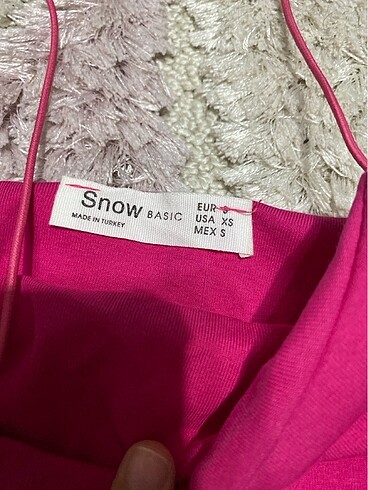 Snow BASIC
MADE IN TURKEY
EUR S
USA XS
MEX S